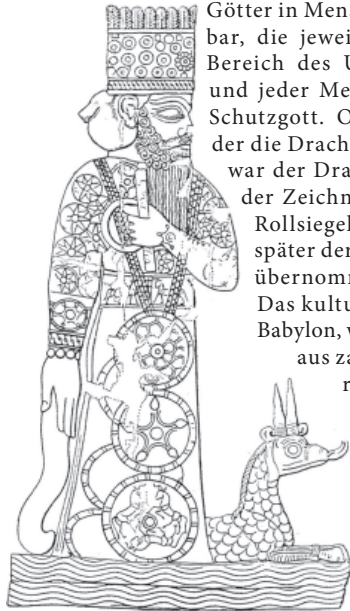 Götter in Men
bar, die jewei
Bereich des U
und jeder Me
Schutzgott. O
der die Drach
war der Dra
der Zeichn
Rollsiegel
später der
übernomm
Das kultu
Babylon, v
aus za
r